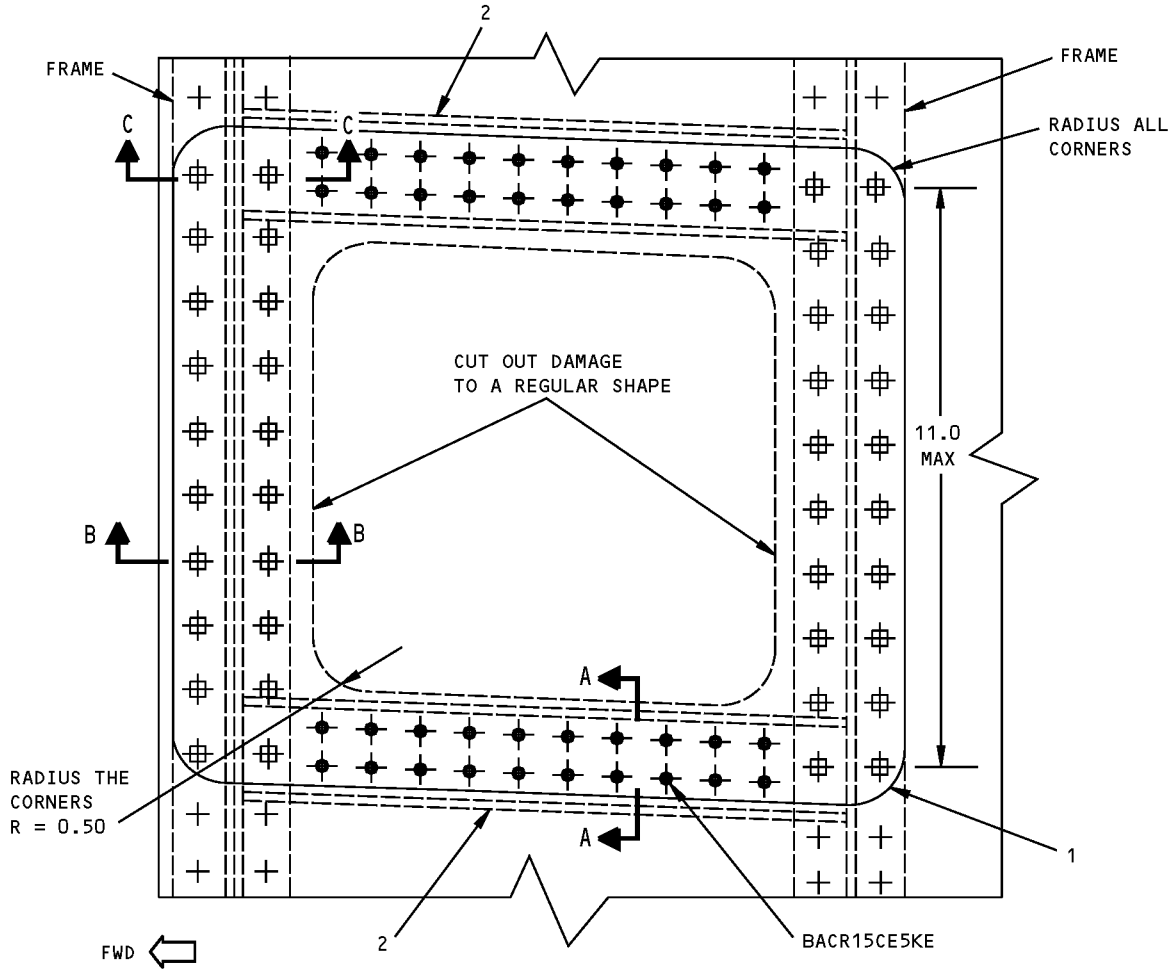 2
FRAME
FRAME
C
C
RADIUS ALL
CORNERS
CUT OUT DAMAGE
TO A REGULAR SHAPE
11.0
MAX
B
B
A
RADIUS THE
CORNERS
R = 0.50
A
1
2
BACR15CE5KE
FWD